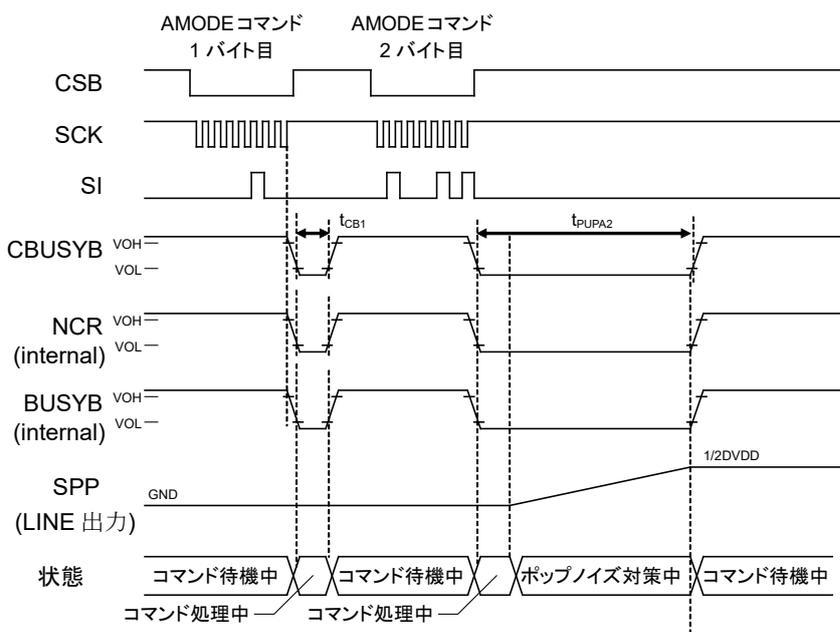 AMODEコマンド
1 バイト目
AMODEコマンド
2 バイト目
CSB
SCK
SI
tCB1
tPUPA2
CBUSYB
VOH
VOL
NCR
(internal)
VOH
VOL
BUSYB
(internal)
VOH
VOL
SPP
(LINE 出力)
GND
1/2DVDD
状態
コマンド待機中
コマンド待機中
ポップノイズ対策中
コマンド待機中
コマンド処理中
コマンド処理中